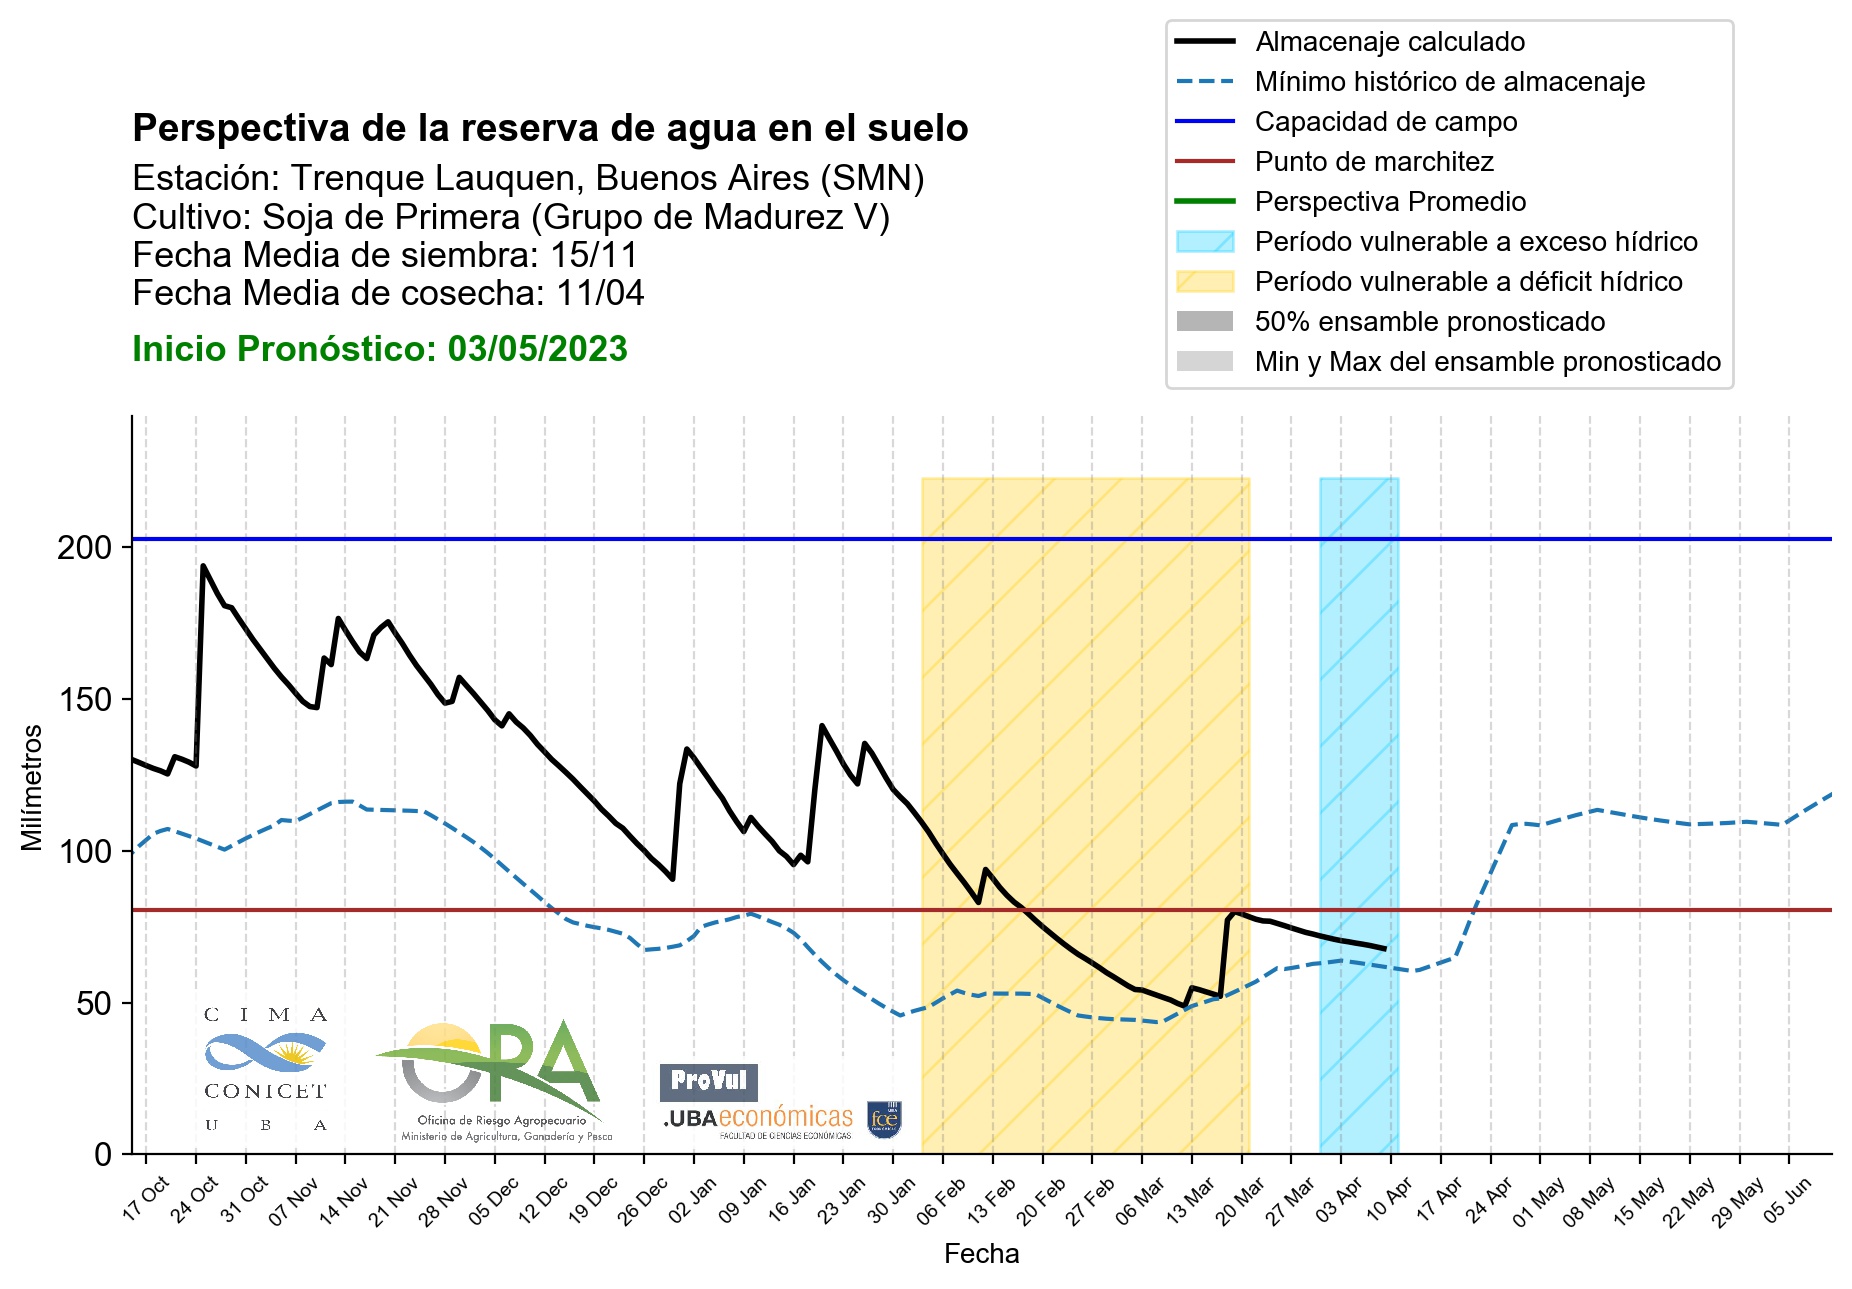 Almacenaje calculado
Mínimo histórico de almacenaje
Capacidad de campo
Punto de marchitez
Perspectiva Promedio
Período vulnerable a exceso hídrico
Período vulnerable a déficit hídrico
50% ensamble pronosticado
Min y Max del ensamble pronosticado
Perspectiva de la reserva de agua en el suelo
Estación: Trenque Lauquen, Buenos Aires (SMN)
Cultivo: Soja de Primera (Grupo de Madurez V)
Fecha Media de siembra: 15/11
Fecha Media de cosecha: 11/04
Inicio Pronóstico: 03/05/2023
Milímetros
200
150
100
50
0
CIMA
CONICET
UBA
ORA
Oficina de Riesgo Agropecuario
Ministerio de Agricultura, Ganadería y Pesca
ProVul
.UBAeconómicas
FACULTAD DE CIENCIAS ECONÓMICAS
UBA
fce
17 Oct
24 Oct
31 Oct
07 Nov
14 Nov
21 Nov
28 Nov
05 Dec
12 Dec
19 Dec
26 Dec
02 Jan
09 Jan
16 Jan
23 Jan
30 Jan
06 Feb
13 Feb
20 Feb
27 Feb
06 Mar
13 Mar
20 Mar
27 Mar
03 Apr
10 Apr
17 Apr
24 Apr
01 May
08 May
15 May
22 May
29 May
05 Jun
Fecha